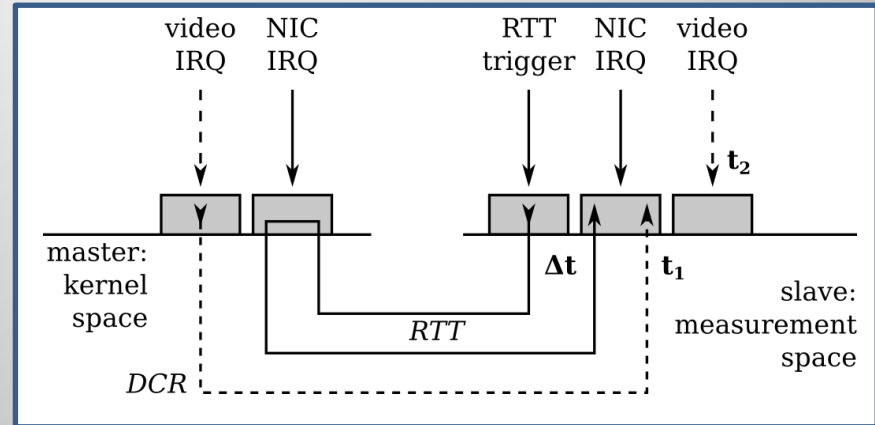 video
IRQ
NIC
IRQ
RTT
trigger
NIC
IRQ
video
IRQ
t₂
master:
kernel
space
Δt
t₁
slave:
measurement
space
RTT
DCR